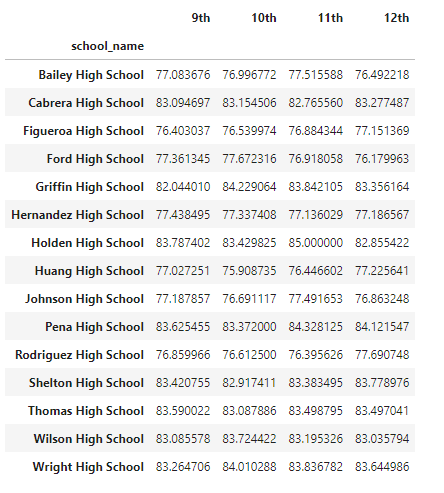 9th 10th 11th 12th
school_name
Bailey High School 77.083676 76.996772 77.515588 76.492218
Cabrera High School 83.094697 83.154506 82.765560 83.277487
Figueroa High School 76.403037 76.539974 76.884344 77.151369
Ford High School 77.361345 77.672316 76.918058 76.179963
Griffin High School 82.044010 84.229064 83.842105 83.356164
Hernandez High School 77.438495 77.337408 77.136029 77.186567
Holden High School 83.787402 83.429825 85.000000 82.855422
Huang High School 77.027251 75.908735 76.446602 77.225641
Johnson High School 77.187857 76.691117 77.491653 76.863248
Pena High School 83.625455 83.372000 84.328125 84.121547
Rodriguez High School 76.859966 76.612500 76.395626 77.690748
Shelton High School 83.420755 82.917411 83.383495 83.778976
Thomas High School 83.590022 83.087886 83.498795 83.497041
Wilson High School 83.085578 83.724422 83.195326 83.035794
Wright High School 83.264706 84.010288 83.836782 83.644986